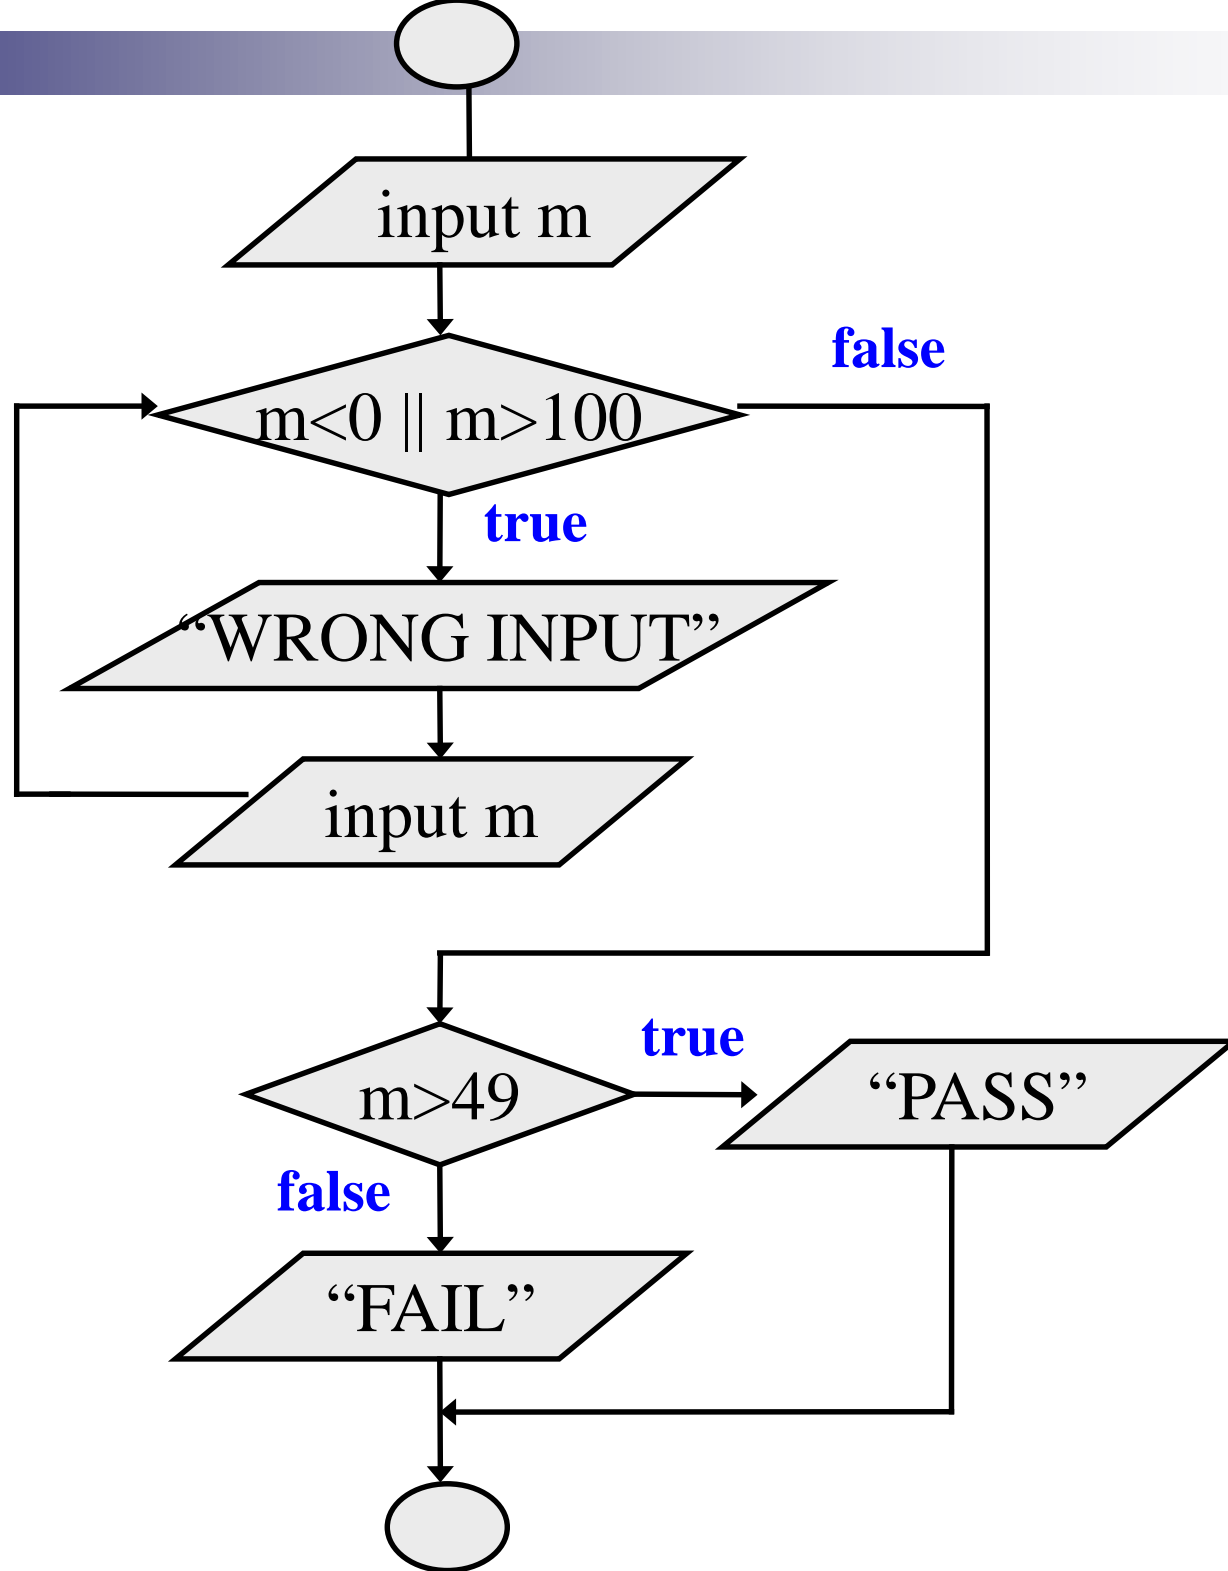 input m
false
m<0 || m>100
true
“WRONG INPUT”
input m
true
m>49
“PASS”
false
“FAIL”